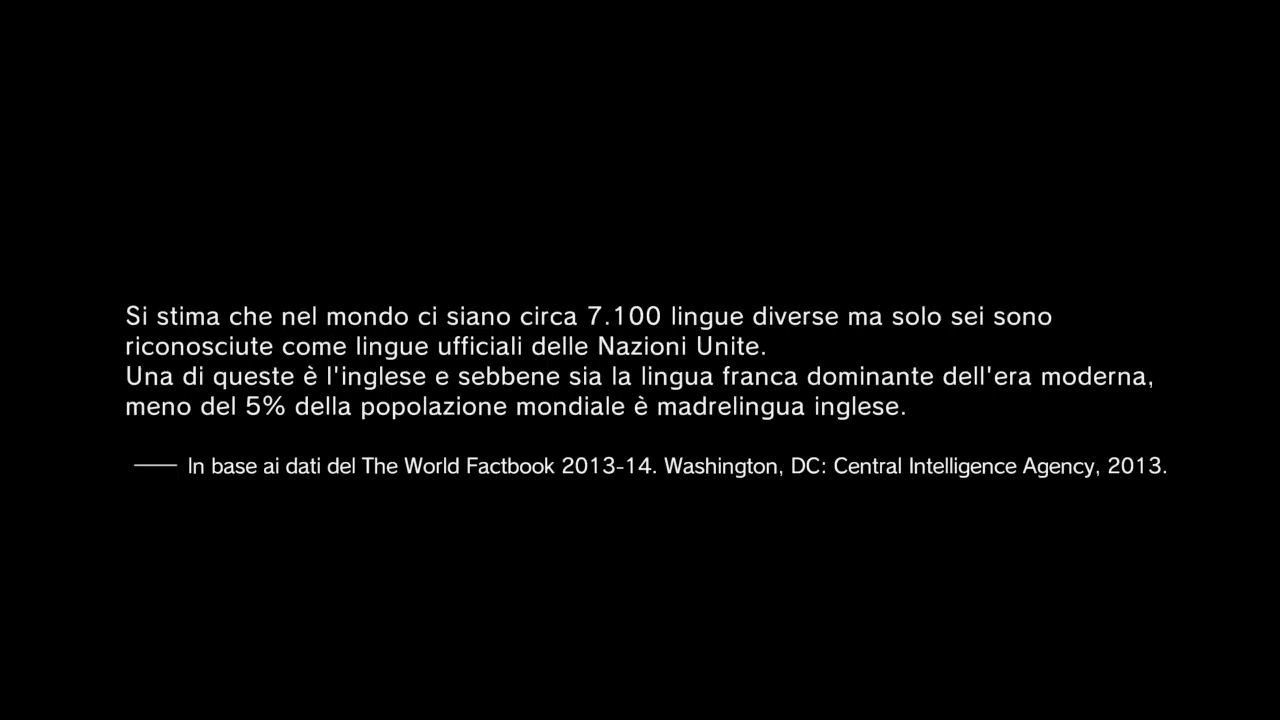 Si stima che nel mondo ci siano circa 7.100 lingue diverse ma solo sei sono
riconosciute come lingue ufficiali delle Nazioni Unite.
Una di queste è l'inglese e sebbene sia la lingua franca dominante dell'era moderna,
meno del 5% della popolazione mondiale è madrelingua inglese.
—— In base ai dati del The World Factbook 2013-14. Washington, DC: Central Intelligence Agency, 2013.